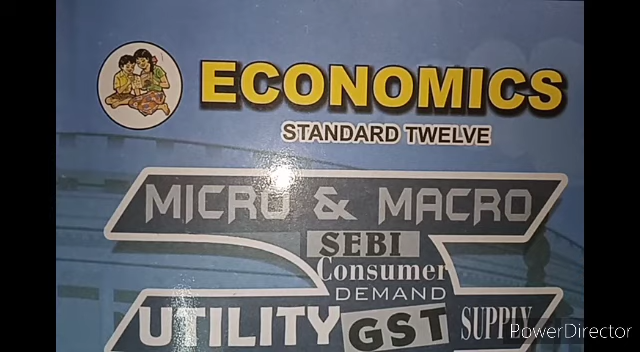 ECONOMICS
STANDARD TWELVE
MICRO & MACRO
SEBI
Consumer
DEMAND
UTILITY GST SUPPLY
PowerDirector